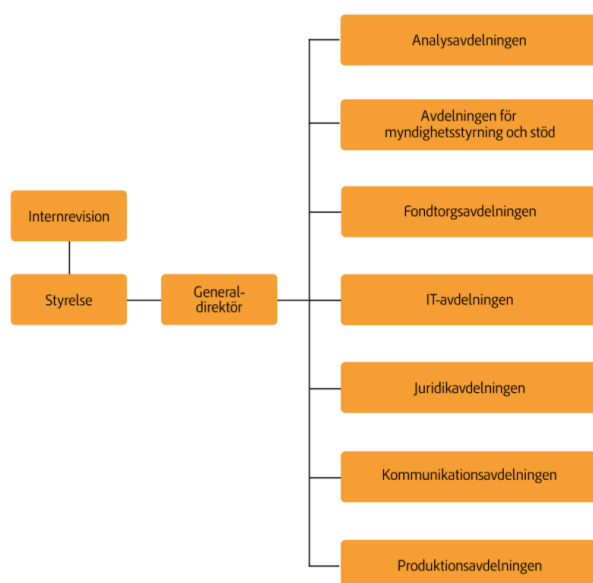 Analysavdelningen
Avdelningen för
myndighetsstyrning och stöd
Fondtorgsavdelningen
Internrevision
Styrelse
General-
direktör
IT-avdelningen
Juridikavdelningen
Kommunikationsavdelningen
Produktionsavdelningen